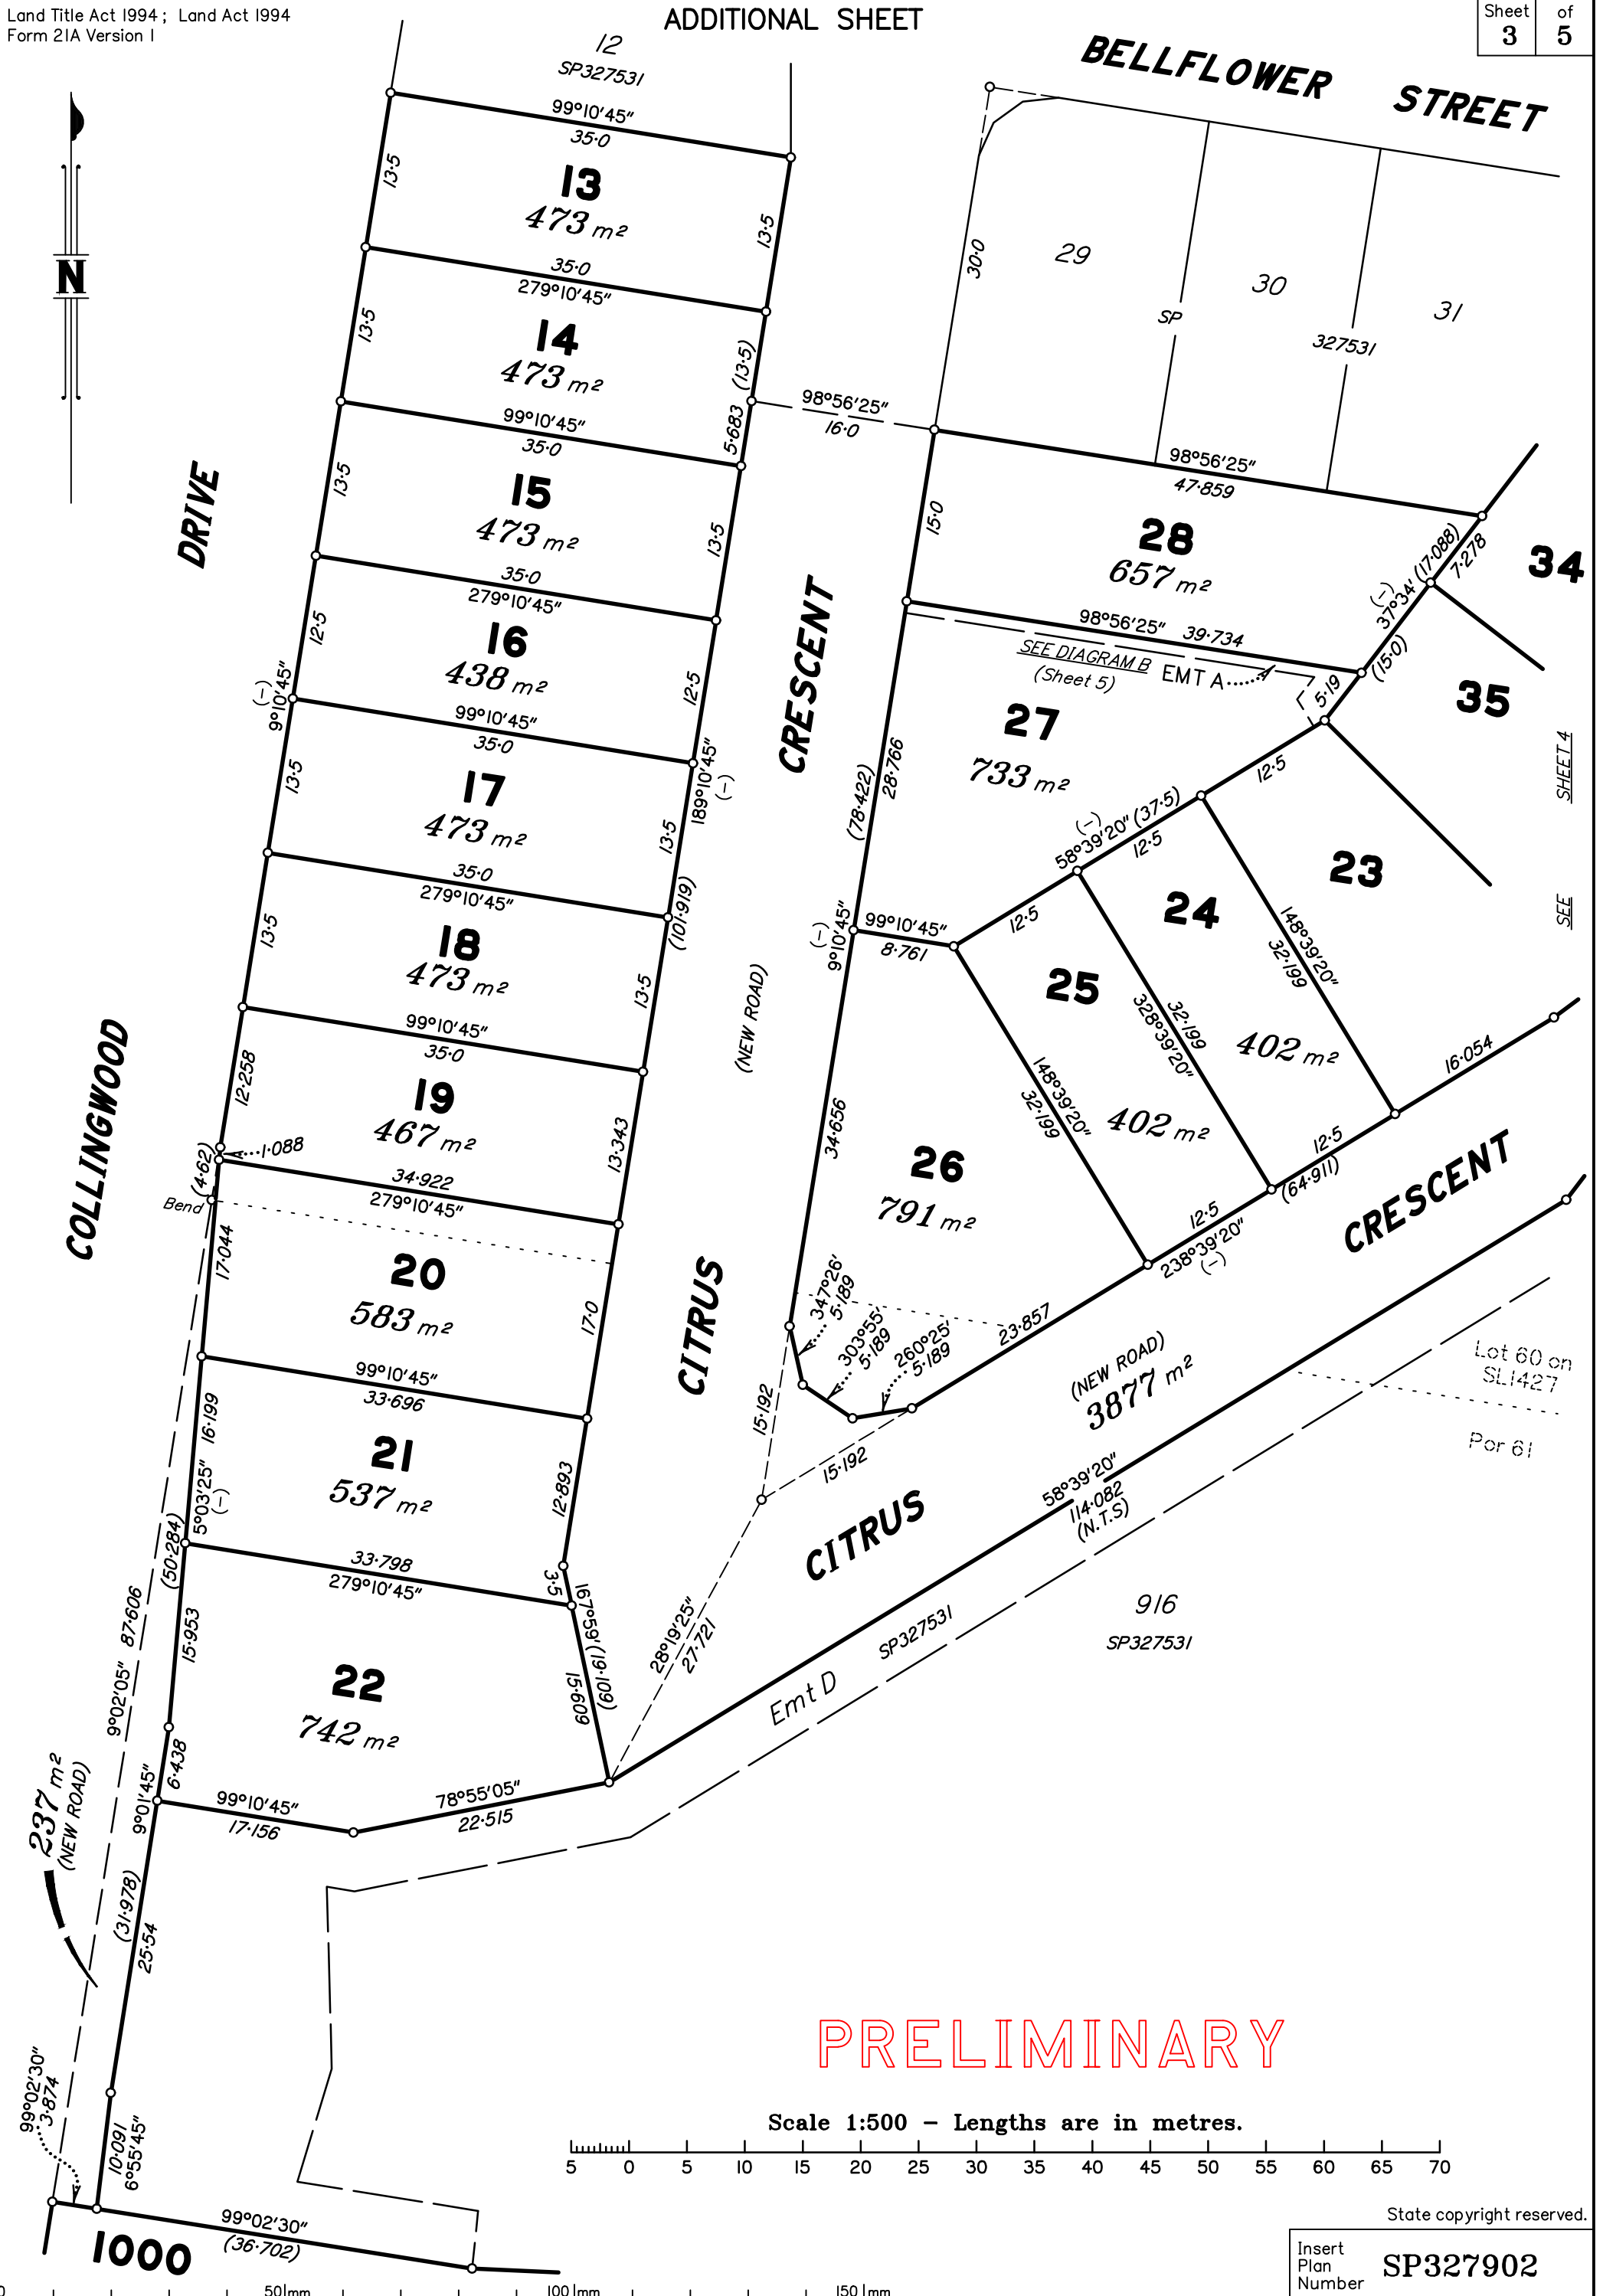 Land Title Act 1994 ; Land Act 1994
Form 21A Version 1
ADDITIONAL SHEET
Sheet
3
of
5
BELLFLOWER STREET
12
SP327531
99°10'45"
35·0
13·5
13
473 m²
13·5
N
35·0
279°10'45"
13·5
14
473 m²
(13·5)
5·683
98°56'25"
16·0
30·0
29
30
31
SP
327531
99°10'45"
35·0
13·5
15
473 m²
13·5
DRIVE
98°56'25"
47·859
15·0
28
657 m²
37°34' (17·088)
(-)
7·278
34
35·0
279°10'45"
12·5
16
438 m²
12·5
9°10'45"
(-)
CRESCENT
98°56'25" 39·734
SEE DIAGRAM B
(Sheet 5)
EMT A
5·19
(15·0)
35
99°10'45"
35·0
13·5
17
473 m²
13·5
189°10'45"
(-)
27
733 m²
(78·422)
28·766
12·5
58°39'20" (37·5)
(-)
12·5
12·5
SHEET 4
SEE
35·0
279°10'45"
13·5
18
473 m²
(101·919)
13·5
9°10'45"
(-)
99°10'45"
8·761
23
24
402 m²
148°39'20"
32·199
25
402 m²
32·199
328°39'20"
148°39'20"
32·199
(NEW ROAD)
COLLINGWOOD
99°10'45"
35·0
12·258
19
467 m²
13·343
1·088
(4·62)
34·922
279°10'45"
Bend
34·656
26
791 m²
16·054
12·5
(64·911)
12·5
238°39'20"
(-)
CRESCENT
17·044
20
583 m²
17·0
CITRUS
347°26'
5·189
303°55'
5·189
260°25'
5·189
23·857
(NEW ROAD)
3877 m²
Lot 60 on
SL1427
Por 61
99°10'45"
33·696
16·199
21
537 m²
12·893
15·192
15·192
5°03'25"
(-)
(50·284)
33·798
279°10'45"
3·5
167°59' (19·109)
15·609
CITRUS
58°39'20"
114·082
(N.T.S)
916
SP327531
28°19'25"
27·721
SP327531
Emt D
15·953
22
742 m²
9°02'05" 87·606
6·438
9°01'45"
99°10'45"
17·156
78°55'05"
22·515
237 m²
(NEW ROAD)
(31·978)
25·54
PRELIMINARY
Scale 1:500 – Lengths are in metres.
5 0 5 10 15 20 25 30 35 40 45 50 55 60 65 70
99°02'30"
3·874
10·091
6°55'45"
99°02'30"
(36·702)
1000
State copyright reserved.
Insert
Plan
Number
SP327902
0 50mm 100mm 150mm